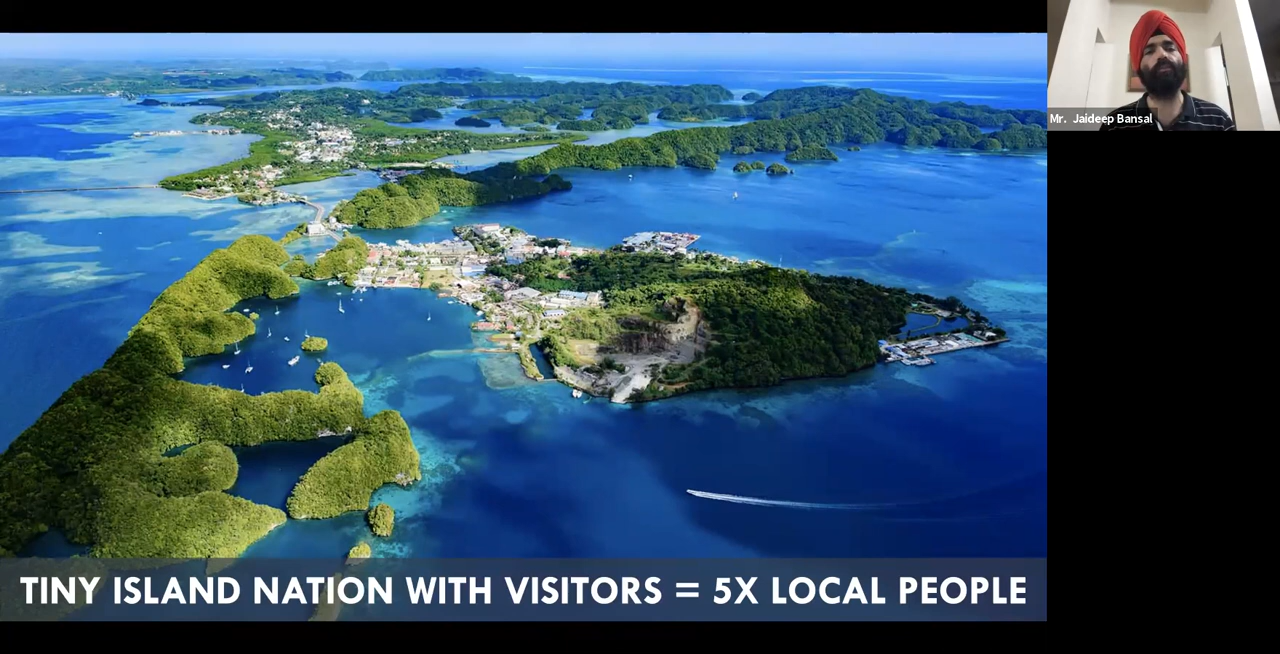 Mr.  Jaideep Bansal
TINY ISLAND NATION WITH VISITORS = 5X LOCAL PEOPLE